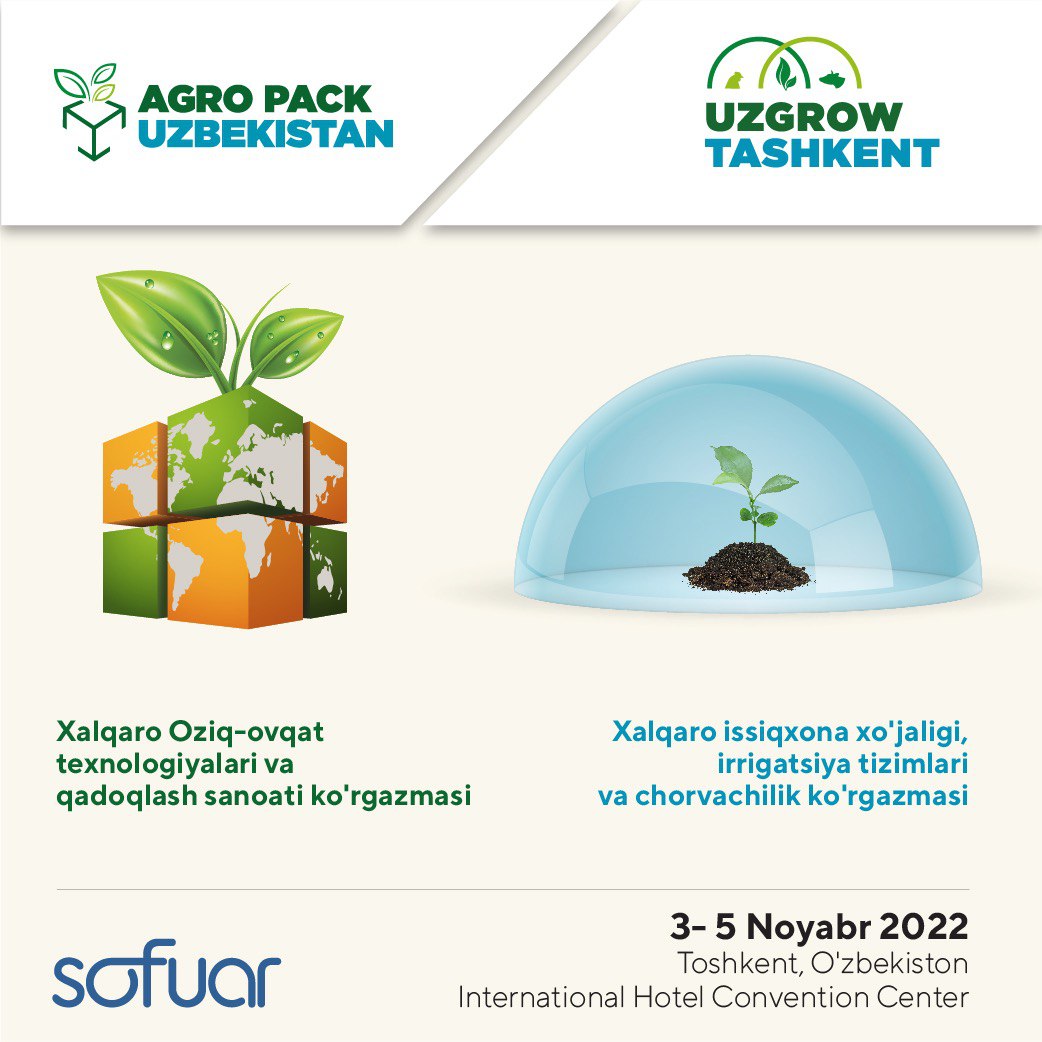 AGRO PACK
UZBEKISTAN
UZGROW
TASHKENT
Xalqaro Oziq-ovqat
texnologiyalari va
qadoqlash sanoati ko'rgazmasi
Xalqaro issiqxona xo'jaligi,
irrigatsiya tizimlari
va chorvachilik ko'rgazmasi
sofuar
3- 5 Noyabr 2022
Toshkent, O'zbekiston
International Hotel Convention Center